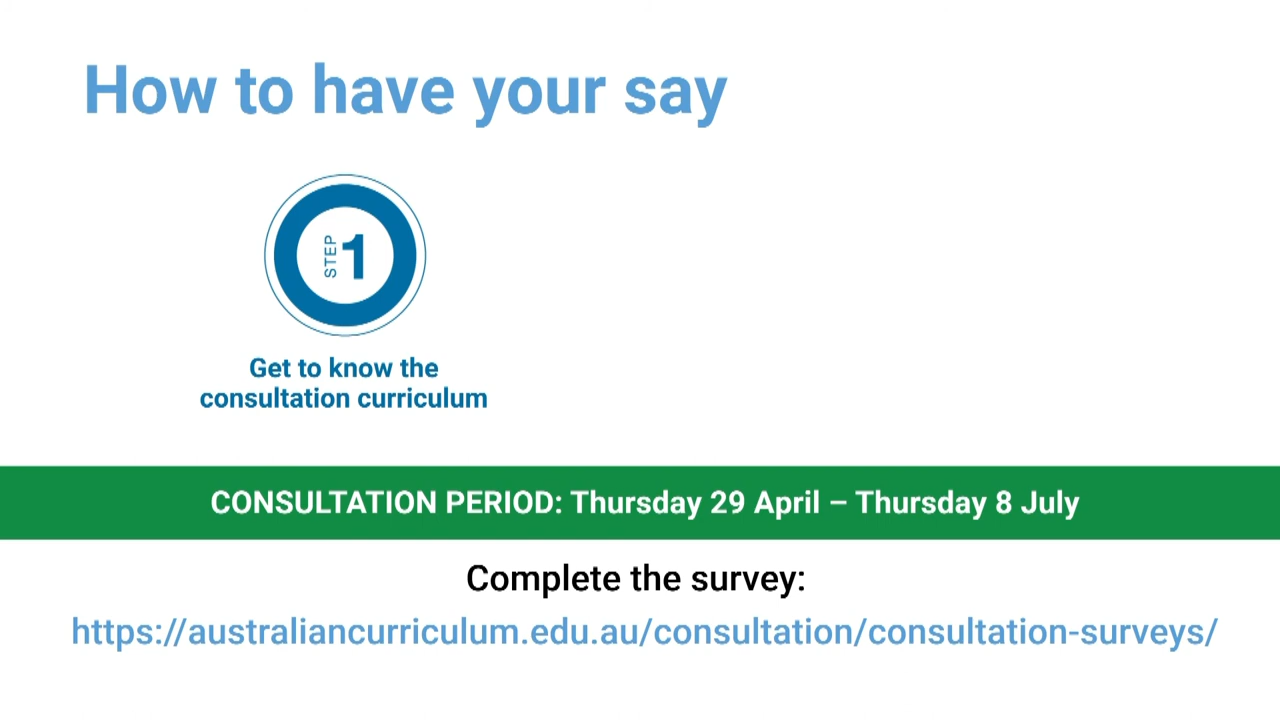 How to have your say
STEP 1
Get to know the
consultation curriculum
CONSULTATION PERIOD: Thursday 29 April – Thursday 8 July
Complete the survey:
https://australiancurriculum.edu.au/consultation/consultation-surveys/